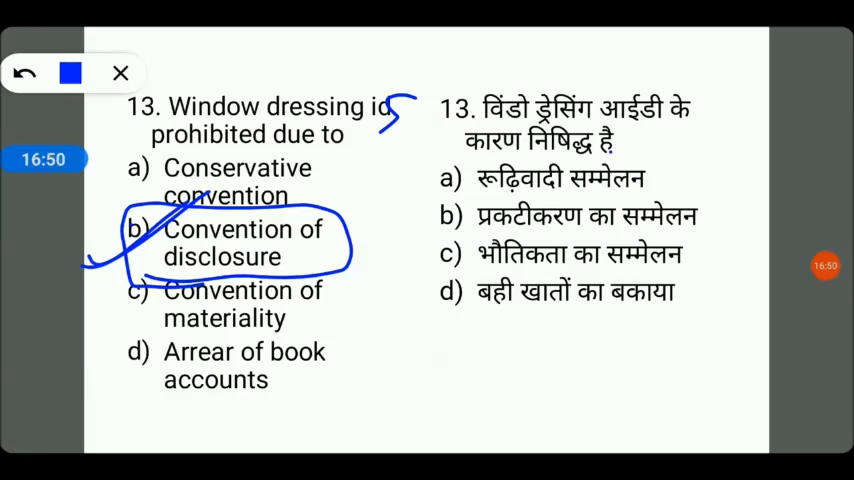 13. Window dressing id
prohibited due to
a) Conservative
convention
b) Convention of
disclosure
c) Convention of
materiality
d) Arrear of book
accounts
13. विंडो ड्रेसिंग आईडी के
कारण निषिद्ध है
a) रूढ़िवादी सम्मेलन
b) प्रकटीकरण का सम्मेलन
c) भौतिकता का सम्मेलन
d) बही खातों का बकाया
16:50
16:50